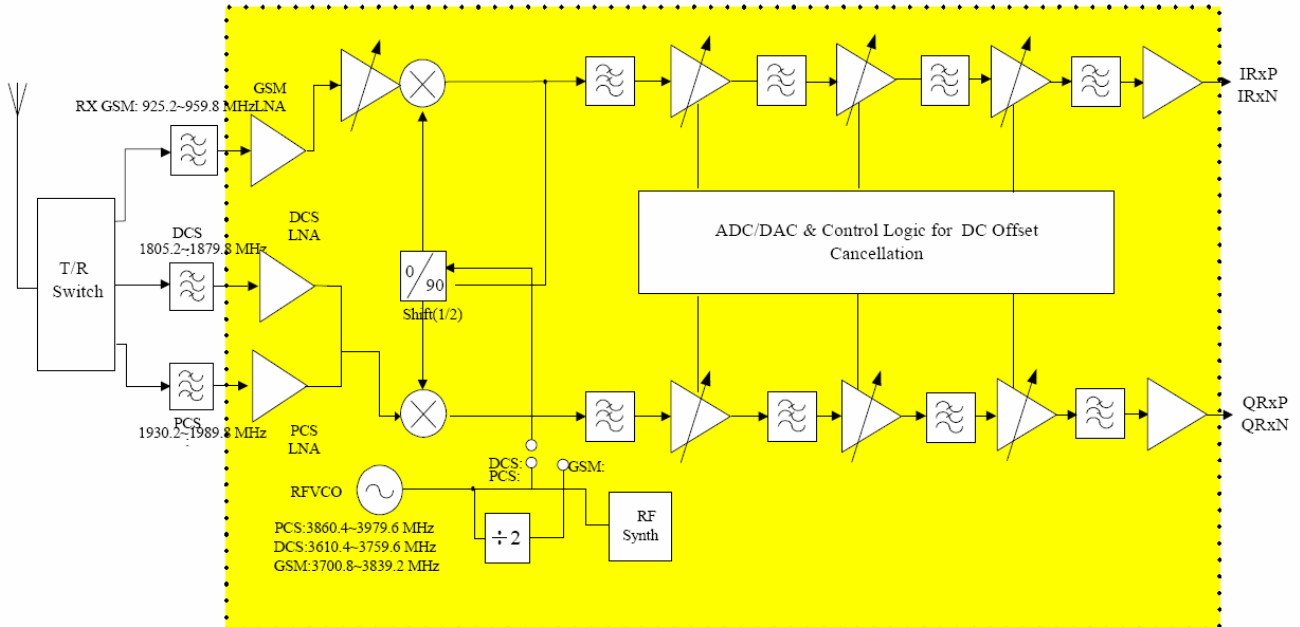 IRxP
IRxN
GSM
RX GSM: 925.2~959.8 MHzLNA
DCS
LNA
DCS
1805.2~1879.8 MHz
ADC/DAC & Control Logic for DC Offset
Cancellation
T/R
Switch
0
90
Shift(1/2)
PCS
1930.2~1989.8 MHz
:
PCS
LNA
QRxP
QRxN
DCS:
PCS:
GSM:
RFVCO
PCS:3860.4~3979.6 MHz
DCS:3610.4~3759.6 MHz
GSM:3700.8~3839.2 MHz
÷2
RF
Synth